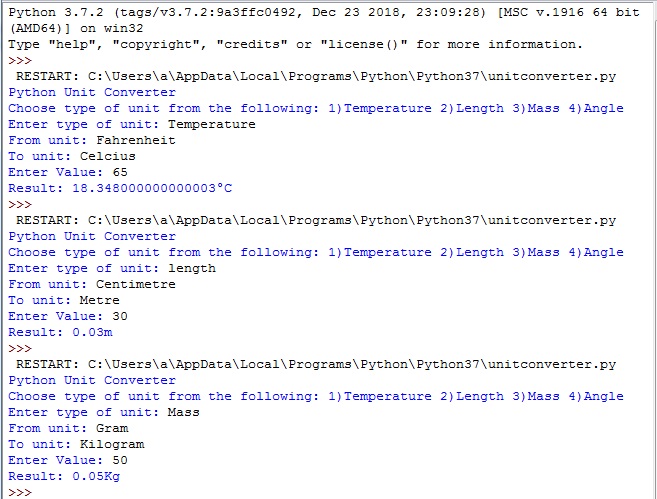 Python 3.7.2 (tags/v3.7.2:9a3ffc0492, Dec 23 2018, 23:09:28) [MSC v.1916 64 bit
(AMD64)] on win32
Type "help", "copyright", "credits" or "license()" for more information.
>>>
RESTART: C:\Users\a\AppData\Local\Programs\Python\Python37\unitconverter.py
Python Unit Converter
Choose type of unit from the following: 1)Temperature 2)Length 3)Mass 4)Angle
Enter type of unit: Temperature
From unit: Fahrenheit
To unit: Celcius
Enter Value: 65
Result: 18.348000000000003°C
>>>
RESTART: C:\Users\a\AppData\Local\Programs\Python\Python37\unitconverter.py
Python Unit Converter
Choose type of unit from the following: 1)Temperature 2)Length 3)Mass 4)Angle
Enter type of unit: length
From unit: Centimetre
To unit: Metre
Enter Value: 30
Result: 0.03m
>>>
RESTART: C:\Users\a\AppData\Local\Programs\Python\Python37\unitconverter.py
Python Unit Converter
Choose type of unit from the following: 1)Temperature 2)Length 3)Mass 4)Angle
Enter type of unit: Mass
From unit: Gram
To unit: Kilogram
Enter Value: 50
Result: 0.05Kg
>>>